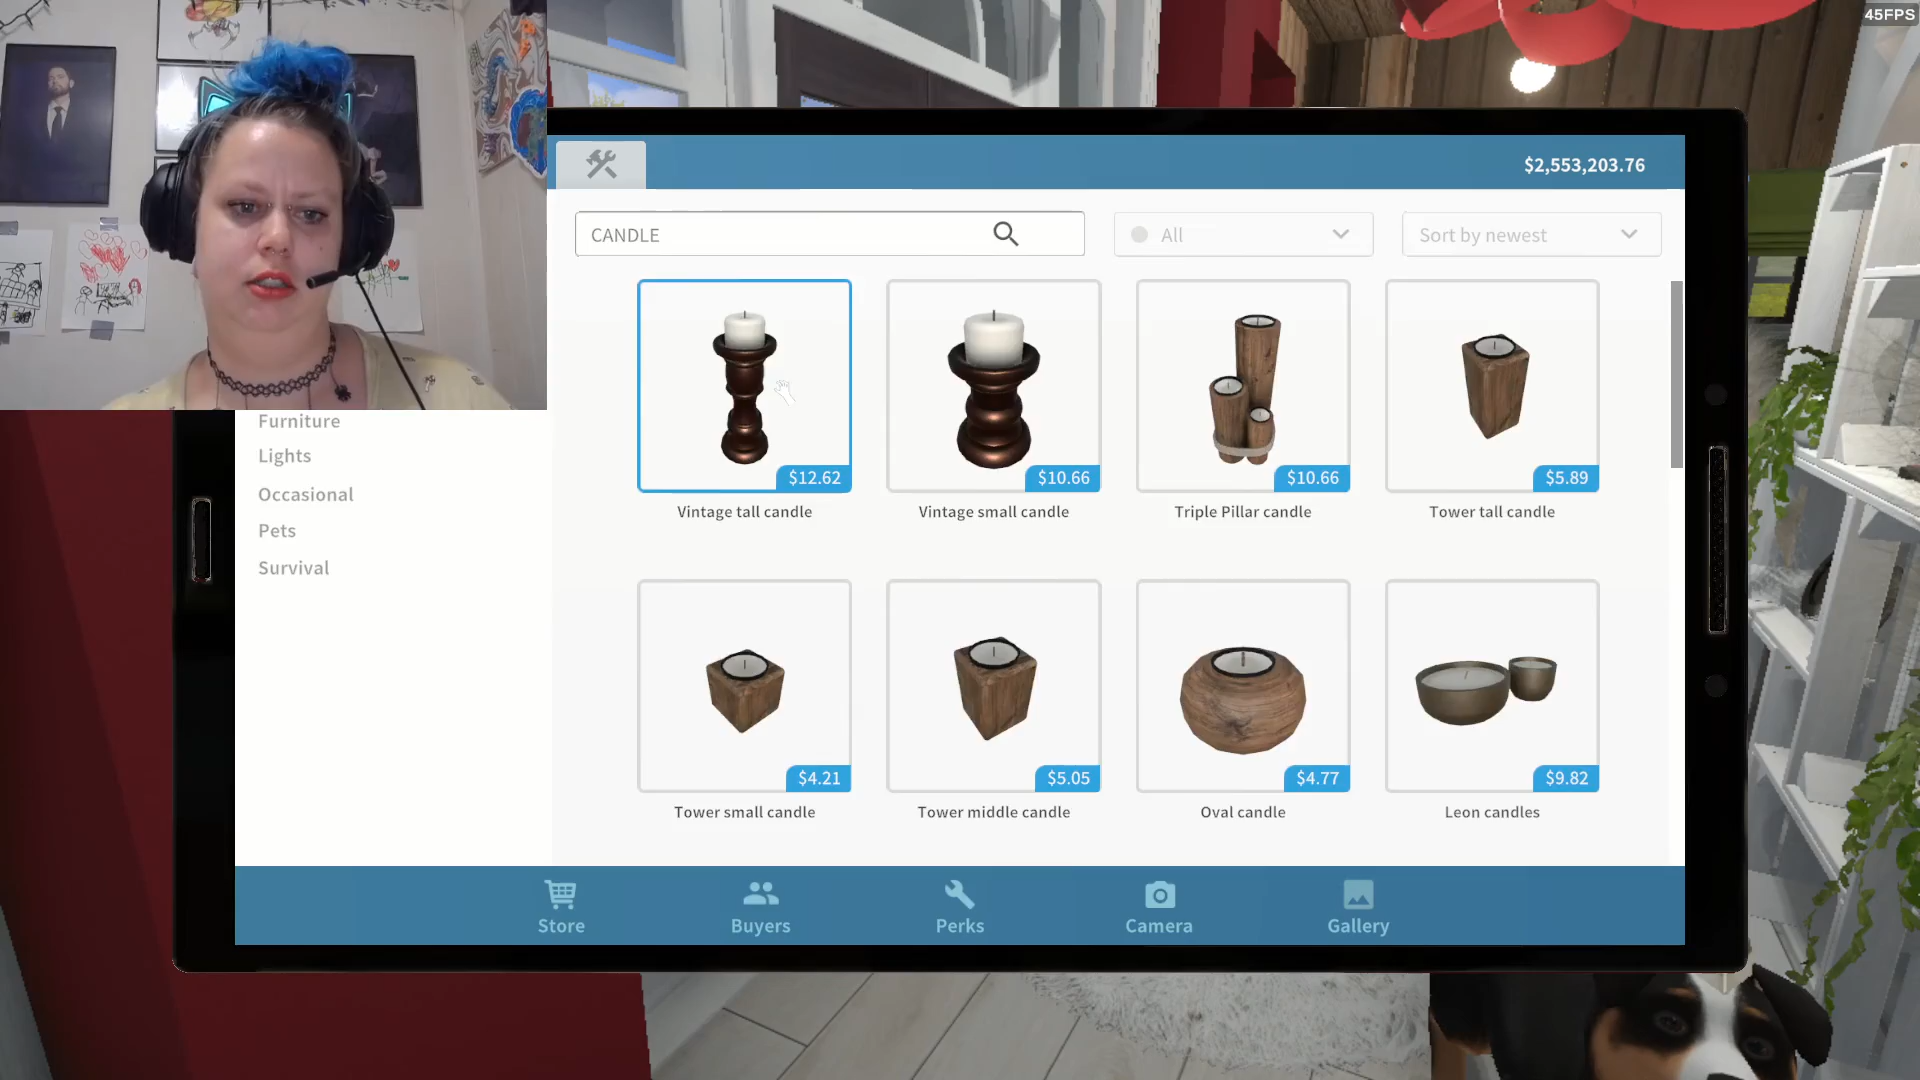 45FPS
$2,553,203.76
CANDLE
All
Sort by newest
Furniture
Lights
Occasional
Pets
Survival
$12.62
$10.66
$10.66
$5.89
Vintage tall candle
Vintage small candle
Triple Pillar candle
Tower tall candle
$4.21
$5.05
$4.77
$9.82
Tower small candle
Tower middle candle
Oval candle
Leon candles
Store
Buyers
Perks
Camera
Gallery